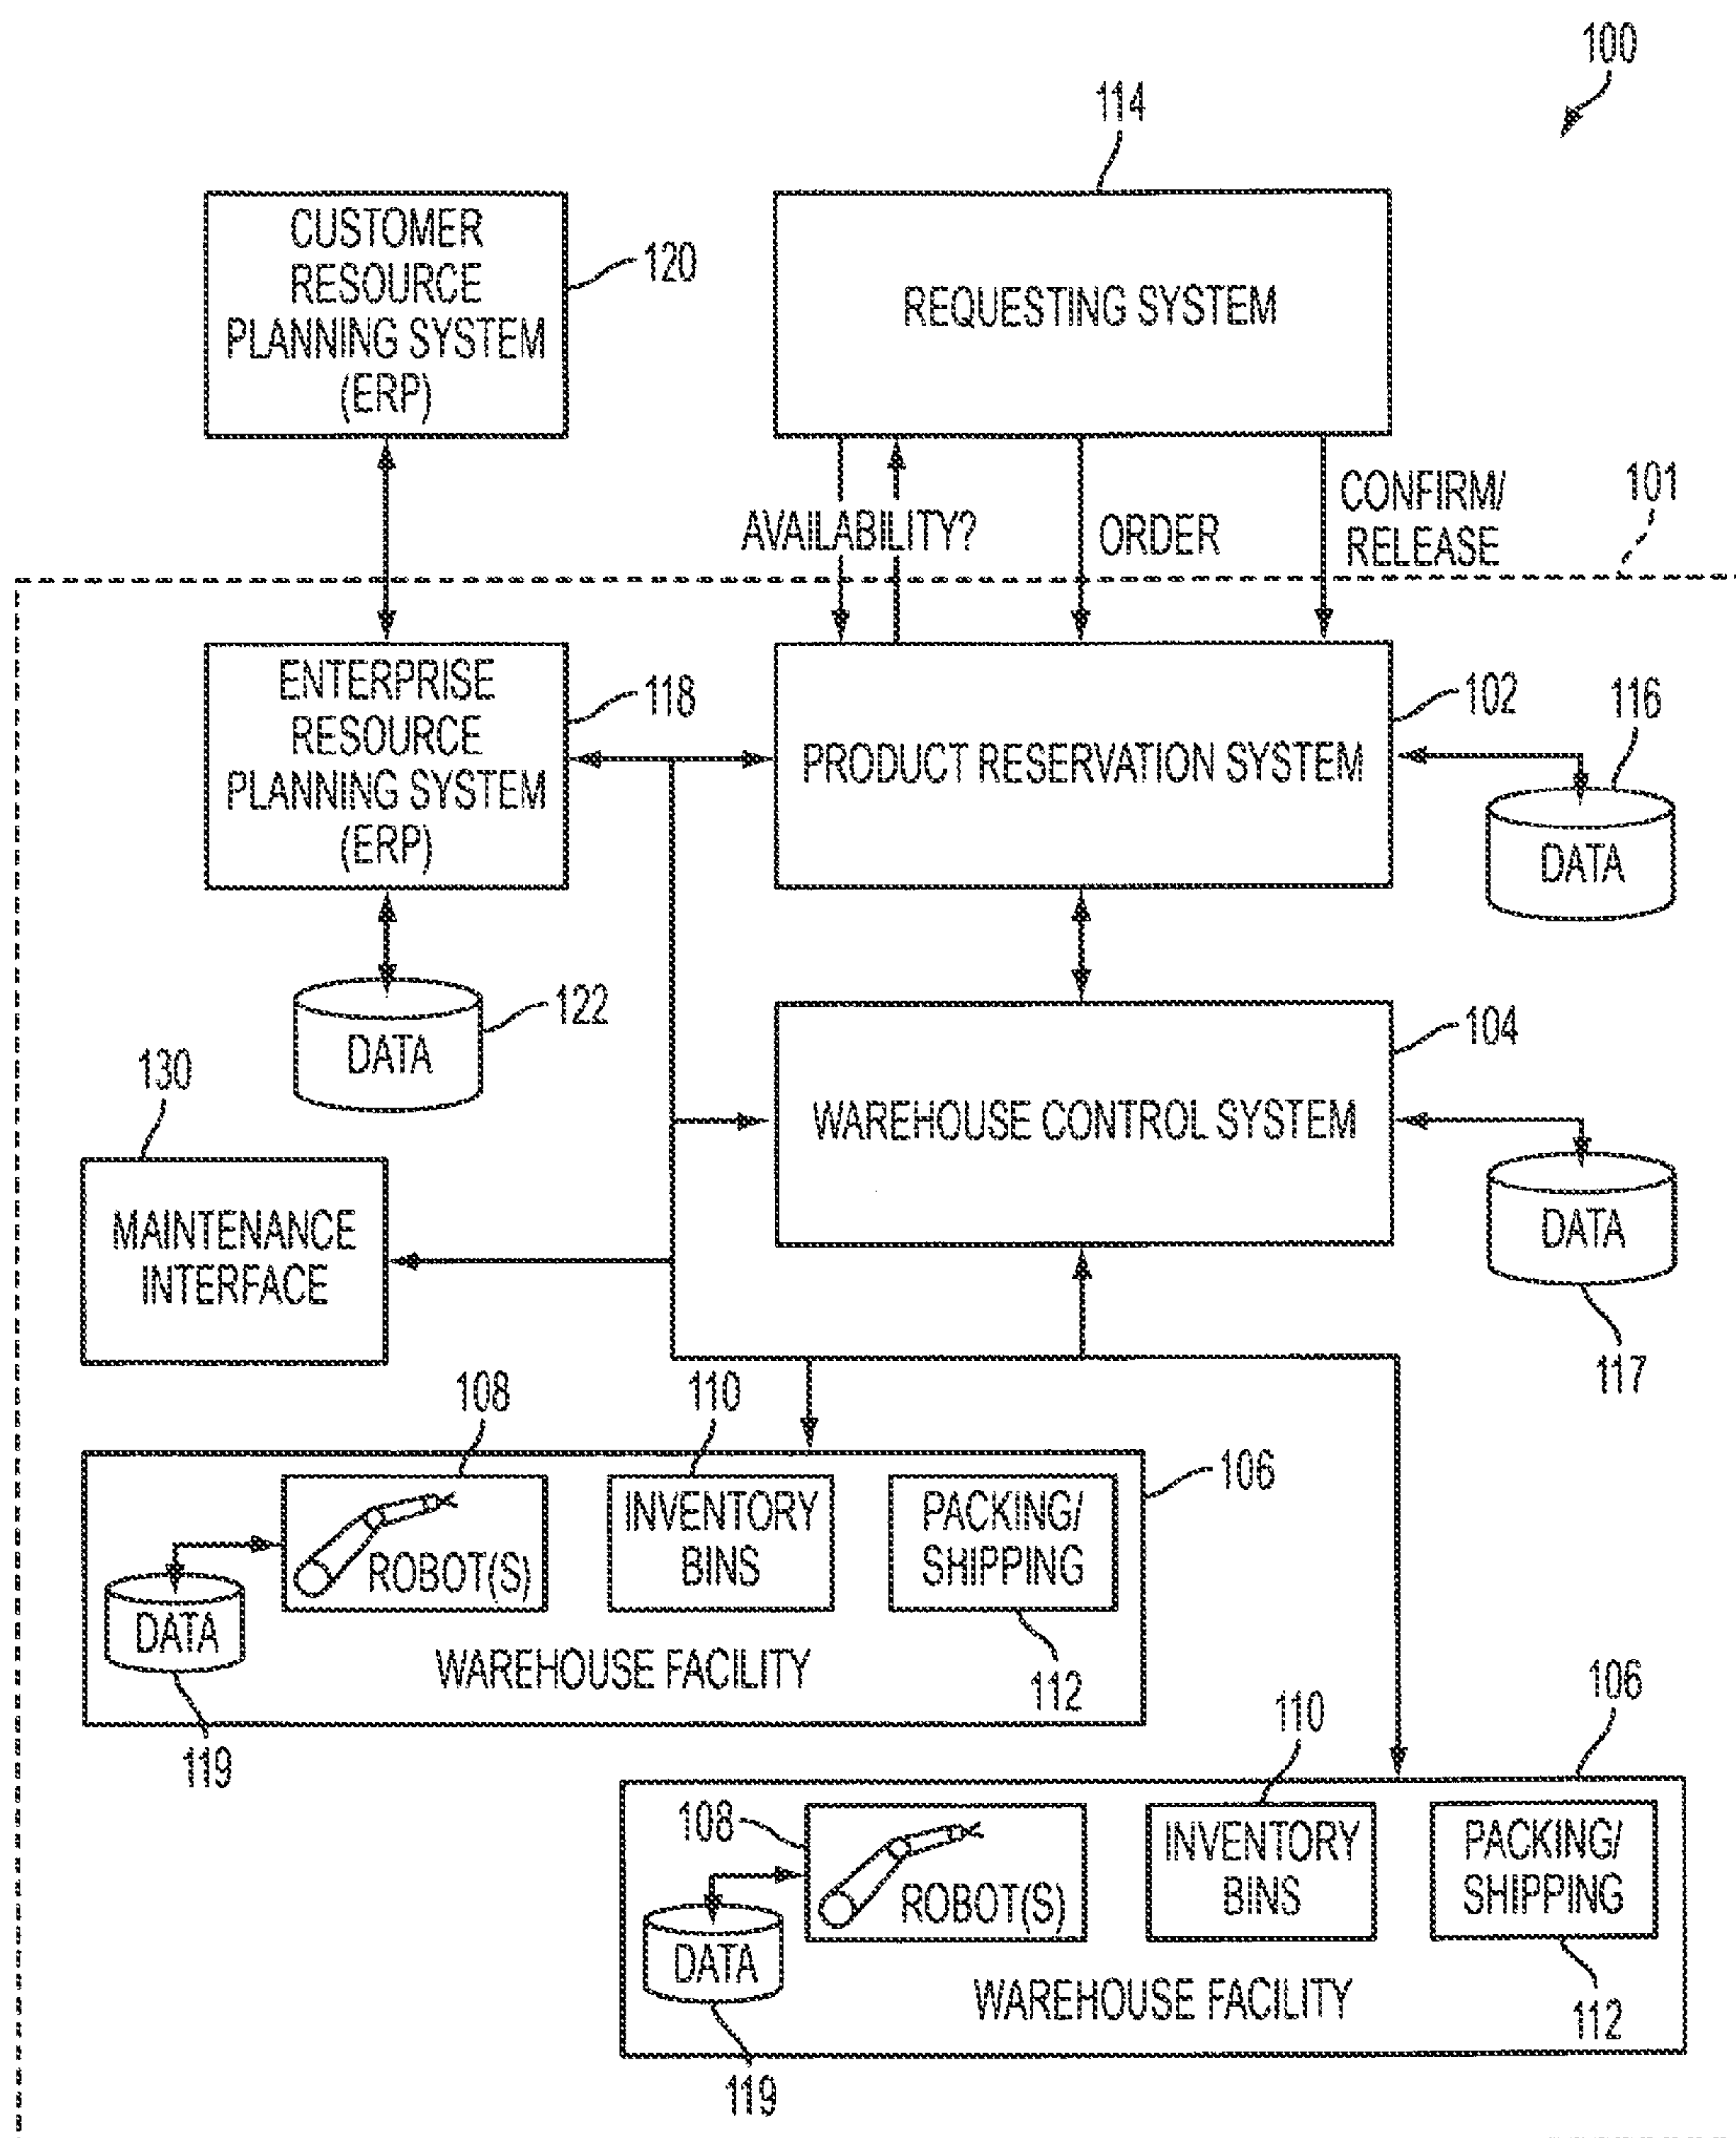 100
114
CUSTOMER
RESOURCE
PLANNING SYSTEM
(ERP)
120
REQUESTING SYSTEM
AVAILABILITY?
ORDER
CONFIRM/
RELEASE
101
ENTERPRISE
RESOURCE
PLANNING SYSTEM
(ERP)
118
PRODUCT RESERVATION SYSTEM
102
116
DATA
122
DATA
WAREHOUSE CONTROL SYSTEM
104
DATA
117
130
MAINTENANCE
INTERFACE
108
110
106
ROBOT(S)
INVENTORY
BINS
PACKING/
SHIPPING
DATA
WAREHOUSE FACILITY
112
119
106
110
108
ROBOT(S)
INVENTORY
BINS
PACKING/
SHIPPING
DATA
WAREHOUSE FACILITY
112
119